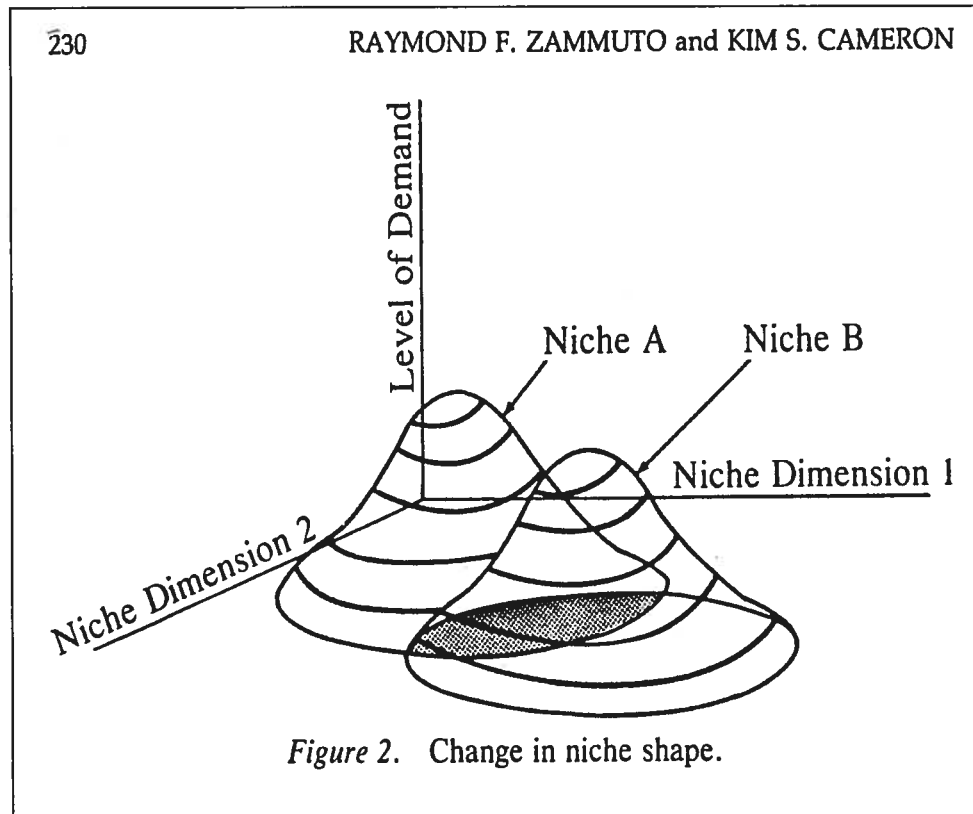 230
RAYMOND F. ZAMMUTO and KIM S. CAMERON
Level of Demand
Niche A
Niche B
Niche Dimension 1
Niche Dimension 2
Figure 2. Change in niche shape.